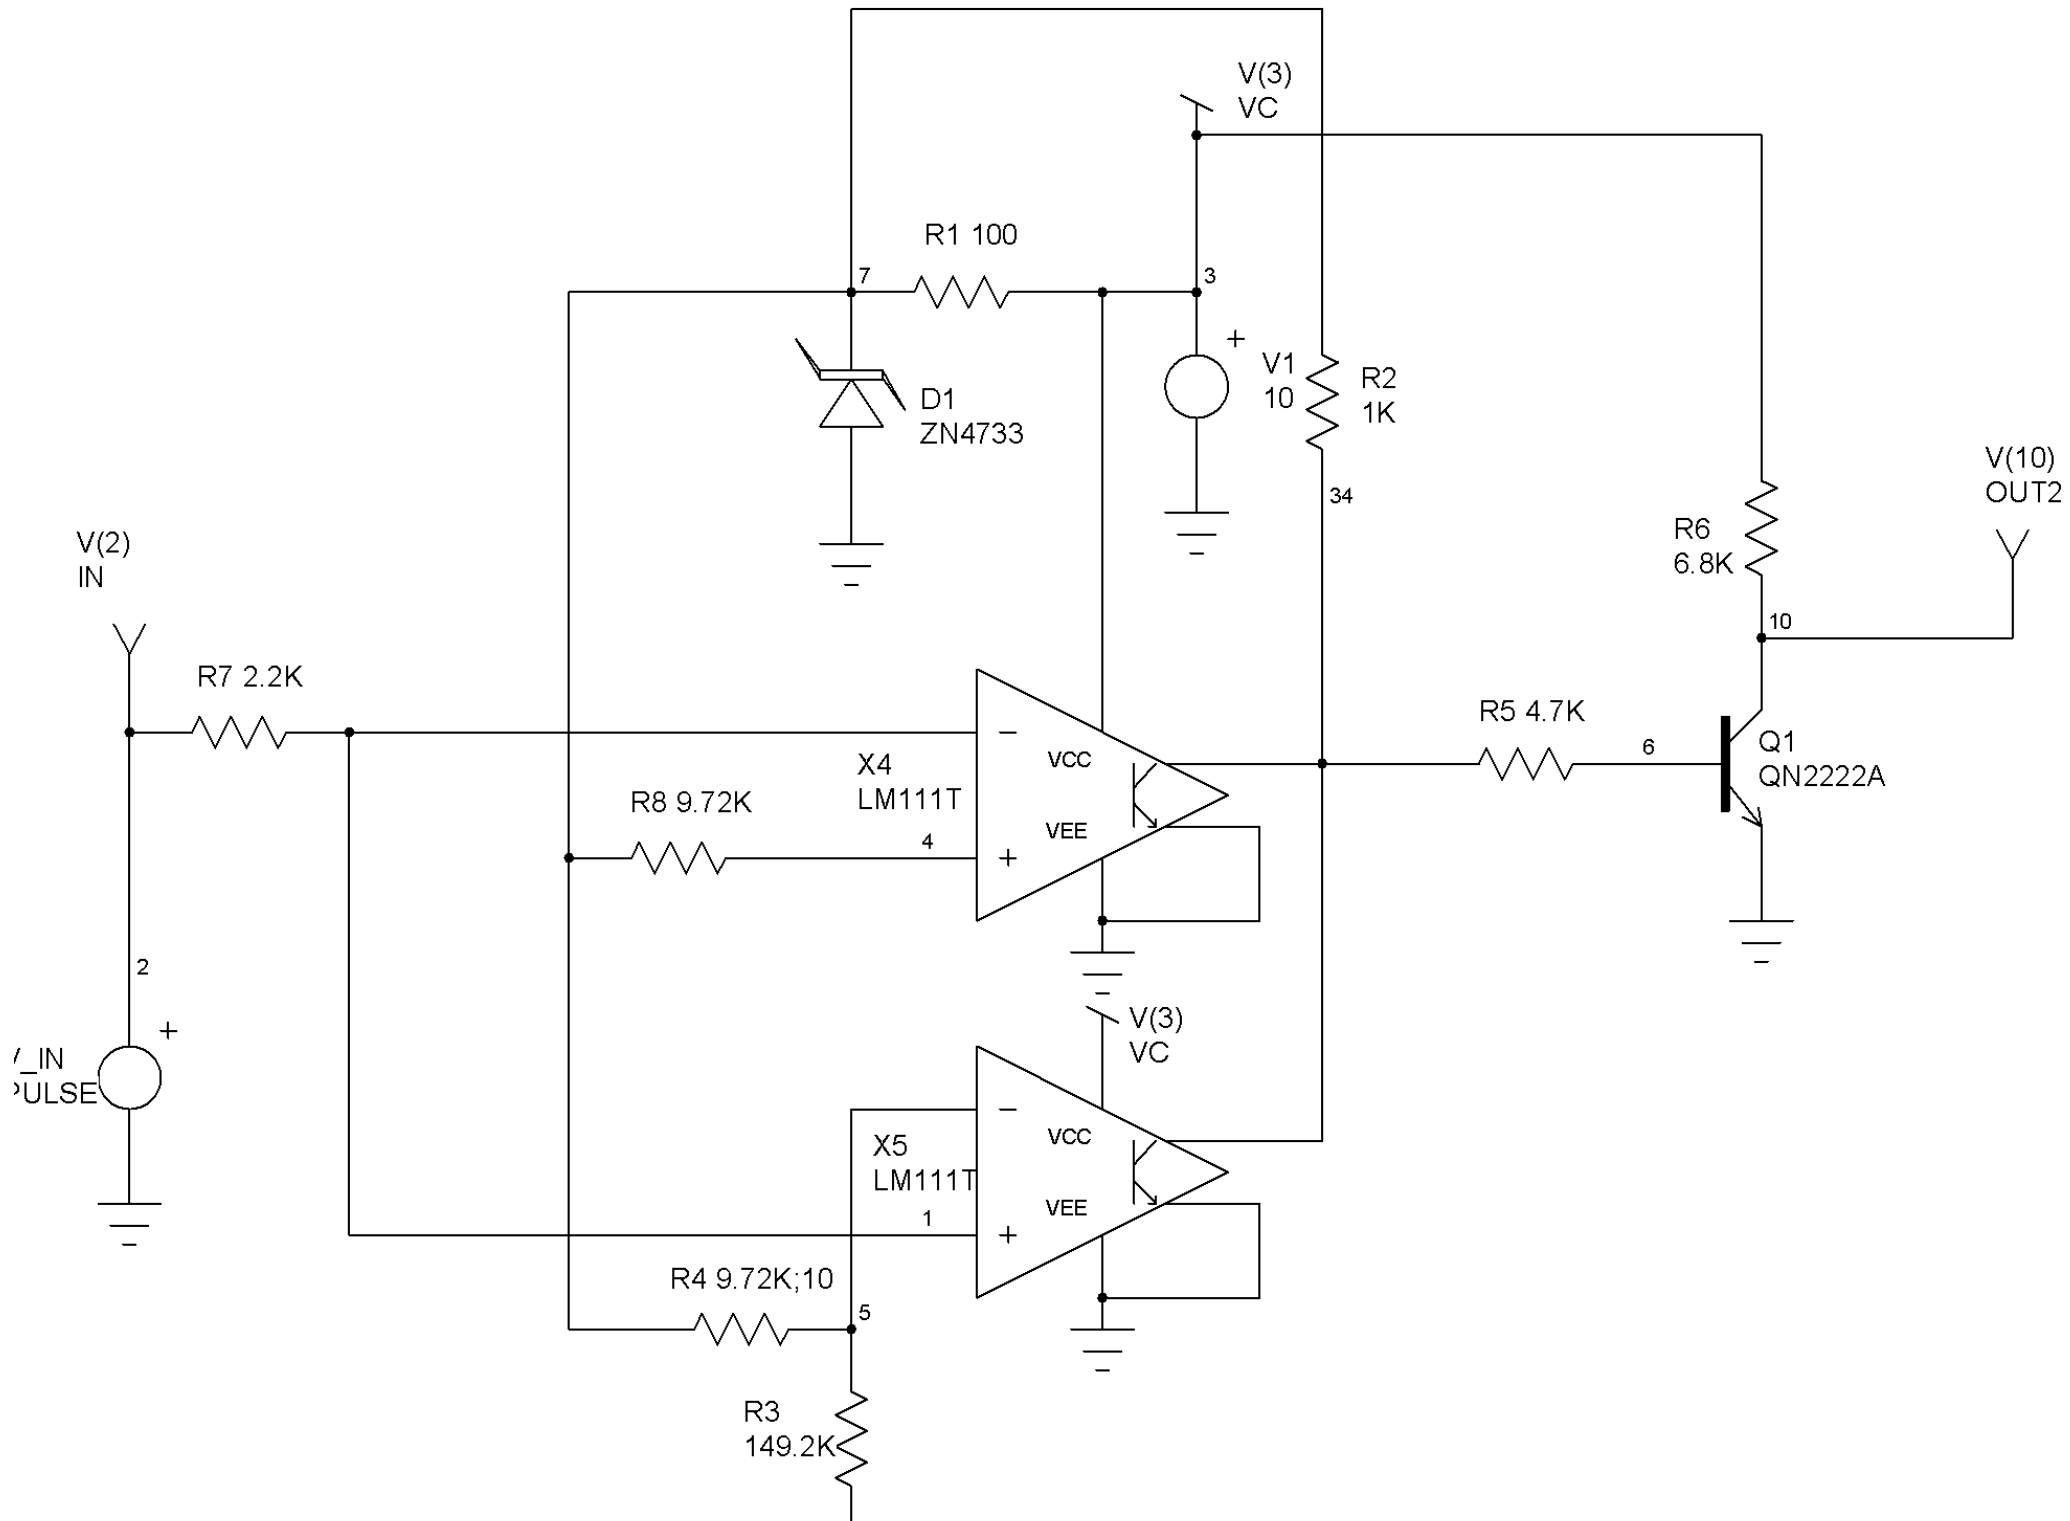 V(3)
VC
R1 100
7
3
+
V1
10
R2
1K
D1
ZN4733
34
V(10)
OUT2
R6
6.8K
V(2)
IN
10
R7 2.2K
R5 4.7K
6
Q1
QN2222A
−
VCC
X4
LM111T
R8 9.72K
VEE
4
+
2
V(3)
VC
+
V_IN
PULSE
−
VCC
X5
LM111T
VEE
1
+
R4 9.72K;10
5
R3
149.2K